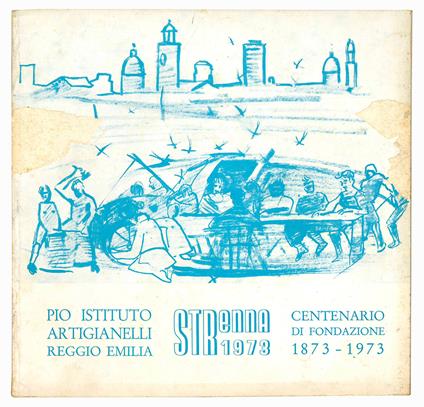 PIO ISTITUTO
ARTIGIANELLI
REGGIO EMILIA
STRenna
1973
CENTENARIO
DI FONDAZIONE
1873-1973